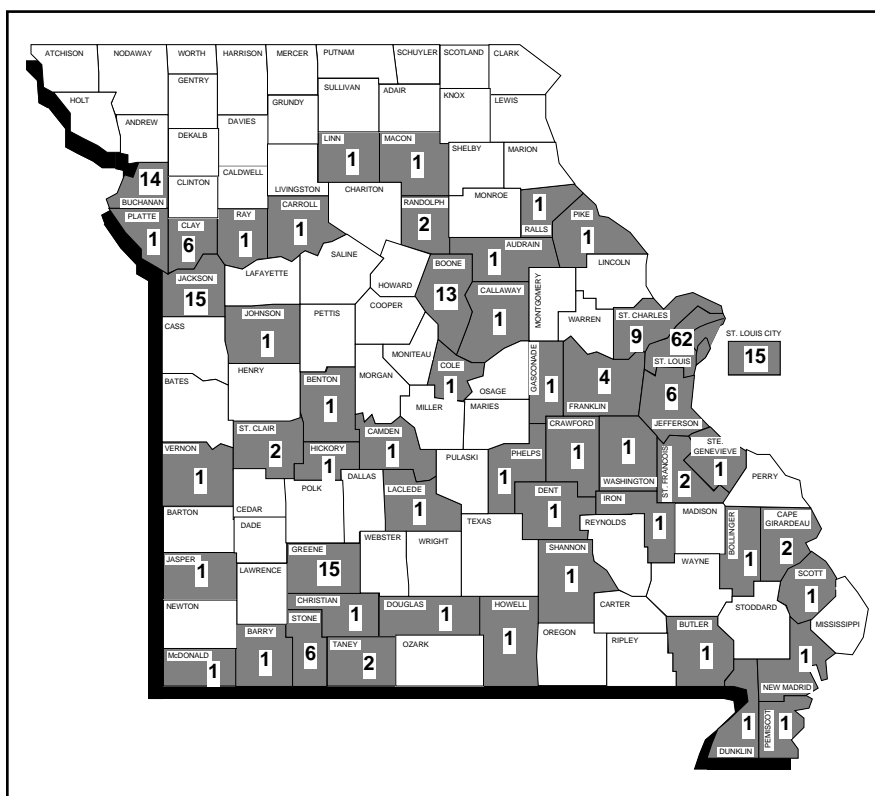 ATCHISON
NODAWAY
WORTH
HARRISON
MERCER
PUTNAM
SCHUYLER
SCOTLAND
CLARK
GENTRY
SULLIVAN
ADAIR
KNOX
LEWIS
HOLT
GRUNDY
ANDREW
DAVIES
DEKALB
LINN
1
MACON
1
SHELBY
MARION
14
BUCHANAN
CLINTON
CALDWELL
LIVINGSTON
CHARITON
MONROE
PLATTE
1
CLAY
6
RAY
1
CARROLL
1
RANDOLPH
2
1
RALLS
PIKE
1
AUDRAIN
1
SALINE
LAFAYETTE
HOWARD
BOONE
13
LINCOLN
JACKSON
15
CALLAWAY
1
MONTGOMERY
COOPER
PETTIS
JOHNSON
1
CASS
WARREN
ST. CHARLES
9
62
ST. LOUIS
ST. LOUIS CITY
15
MONITEAU
COLE
1
OSAGE
GASCONADE
1
4
FRANKLIN
6
JEFFERSON
HENRY
BENTON
1
MORGAN
BATES
MILLER
MARIES
CRAWFORD
1
1
WASHINGTON
ST. FRANCOIS
2
STE.
GENEVIEVE
1
ST. CLAIR
2
HICKORY
1
CAMDEN
1
VERNON
1
PULASKI
PHELPS
1
PERRY
DALLAS
POLK
LACLEDE
1
DENT
1
IRON
1
MADISON
CEDAR
BARTON
DADE
TEXAS
REYNOLDS
BOLLINGER
1
CAPE
GIRARDEAU
2
WEBSTER
WRIGHT
GREENE
15
SHANNON
1
WAYNE
JASPER
1
LAWRENCE
SCOTT
1
STODDARD
NEWTON
CHRISTIAN
1
DOUGLAS
1
HOWELL
1
CARTER
MISSISSIPPI
STONE
6
BARRY
1
TANEY
2
OZARK
OREGON
RIPLEY
BUTLER
1
McDONALD
1
1
NEW MADRID
1
DUNKLIN
PEMISCOT
1